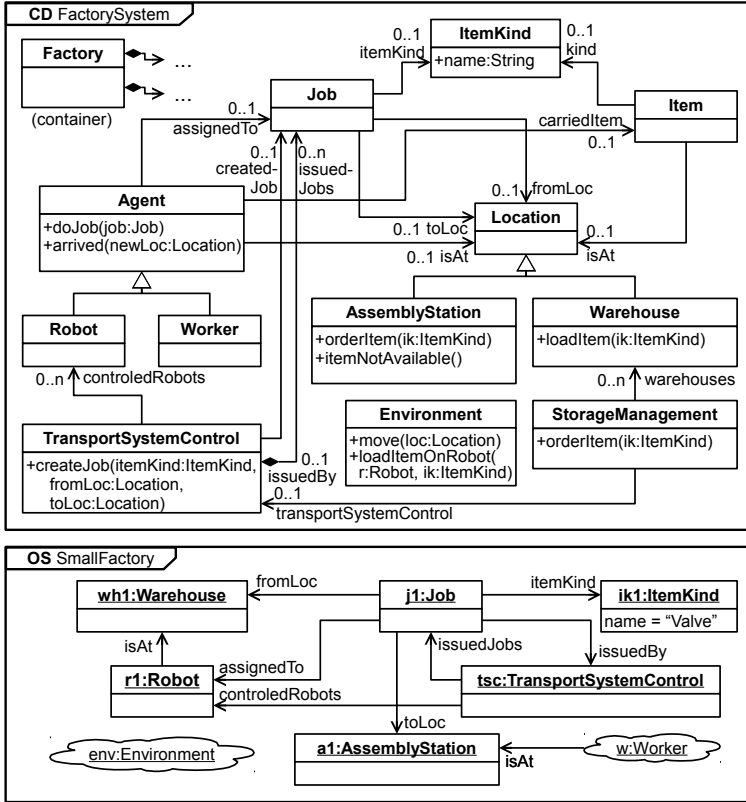 CD FactorySystem
Factory
...
...
(container)
ItemKind
+name:String
0..1
itemKind
0..1
kind
Job
Item
0..1
assignedTo
carriedItem
0..1
0..1
created-
Job
0..n
issued-
Jobs
Agent
+doJob(job:Job)
+arrived(newLoc:Location)
0..1
fromLoc
Location
0..1 toLoc
0..1 isAt
0..1
isAt
Robot
Worker
AssemblyStation
+orderItem(ik:ItemKind)
+itemNotAvailable()
Warehouse
+loadItem(ik:ItemKind)
0..n
controledRobots
0..n
warehouses
TransportSystemControl
+createJob(itemKind:ItemKind,
fromLoc:Location,
toLoc:Location)
0..1
issuedBy
0..1
transportSystemControl
Environment
+move(loc:Location)
+loadItemOnRobot(
r:Robot, ik:ItemKind)
StorageManagement
+orderItem(ik:ItemKind)
OS SmallFactory
wh1:Warehouse
fromLoc
j1:Job
itemKind
ik1:ItemKind
name = “Valve”
isAt
issuedJobs
issuedBy
r1:Robot
assignedTo
controledRobots
tsc:TransportSystemControl
toLoc
env:Environment
a1:AssemblyStation
isAt
w:Worker